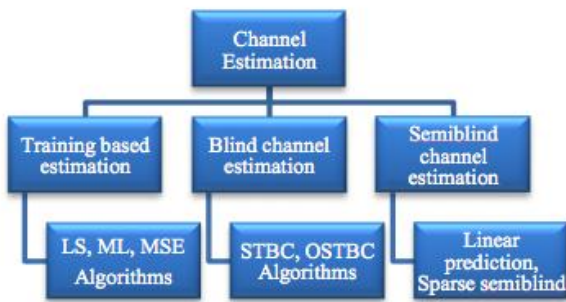 Channel
Estimation
Training based
estimation
Blind channel
estimation
Semiblind
channel
estimation
LS, ML, MSE
Algorithms
STBC, OSTBC
Algorithms
Linear
prediction,
Sparse semiblind